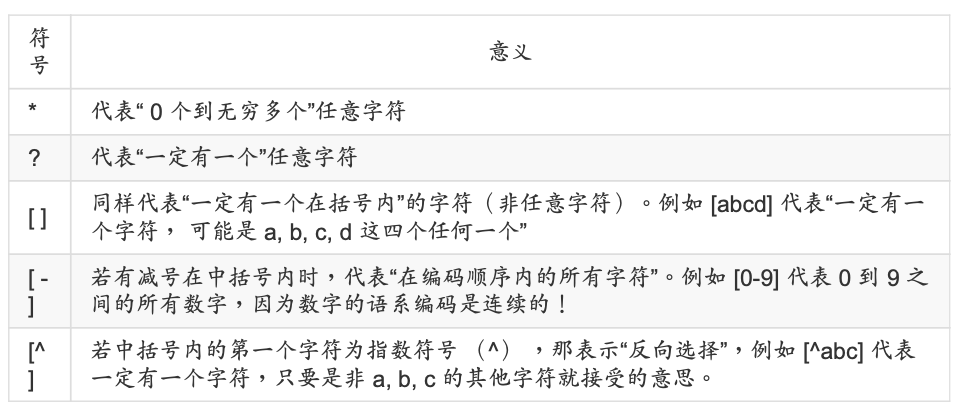 符
号
意义
*
代表“ 0 个到无穷多个”任意字符
?
代表“一定有一个”任意字符
[ ]
同样代表“一定有一个在括号内”的字符（非任意字符）。例如 [abcd] 代表“一定有一
个字符， 可能是 a, b, c, d 这四个任何一个”
[ -
]
若有减号在中括号内时，代表“在编码顺序内的所有字符”。例如 [0-9] 代表 0 到 9 之
间的所有数字，因为数字的语系编码是连续的！
[^
]
若中括号内的第一个字符为指数符号 （^） ，那表示“反向选择”，例如 [^abc] 代表
一定有一个字符，只要是非 a, b, c 的其他字符就接受的意思。